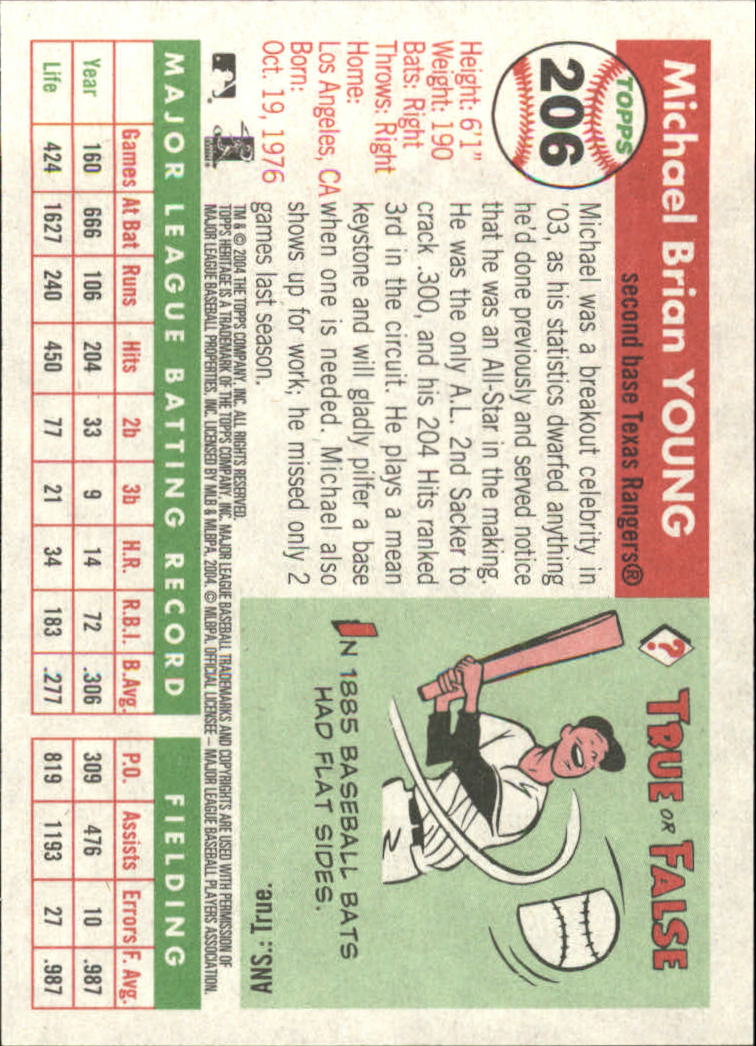 Michael Brian YOUNG
second base Texas Rangers®
TOPPS
206
Height: 6'1"
Weight: 190
Bats: Right
Throws: Right
Home:
Los Angeles, CA
Born:
Oct. 19, 1976
Michael was a breakout celebrity in
'03, as his statistics dwarfed anything
he'd done previously and served notice
that he was an All-Star in the making.
He was the only A.L. 2nd Sacker to
crack .300, and his 204 Hits ranked
3rd in the circuit. He plays a mean
keystone and will gladly pilfer a base
when one is needed. Michael also
shows up for work; he missed only 2
games last season.
?
TRUE OR FALSE
IN 1885 BASEBALL BATS
HAD FLAT SIDES.
ANS.: True.
TM & © 2004 THE TOPPS COMPANY, INC. ALL RIGHTS RESERVED.
TOPPS HERITAGE IS A TRADEMARK OF THE TOPPS COMPANY, INC. MAJOR LEAGUE BASEBALL TRADEMARKS AND COPYRIGHTS ARE USED WITH PERMISSION OF
MAJOR LEAGUE BASEBALL PROPERTIES, INC. LICENSED BY MLB & MLBPA, 2004. © MLBPA. OFFICIAL LICENSEE – MAJOR LEAGUE BASEBALL PLAYERS ASSOCIATION.
MAJOR LEAGUE BATTING RECORD
Games At Bat Runs Hits 2b 3b H.R. R.B.I. B.Avg.
Year 160 666 106 204 33 9 14 72 .306
Life 424 1627 240 450 77 21 34 183 .277
FIELDING
P.O. Assists Errors F. Avg.
309 476 10 .987
819 1193 27 .987